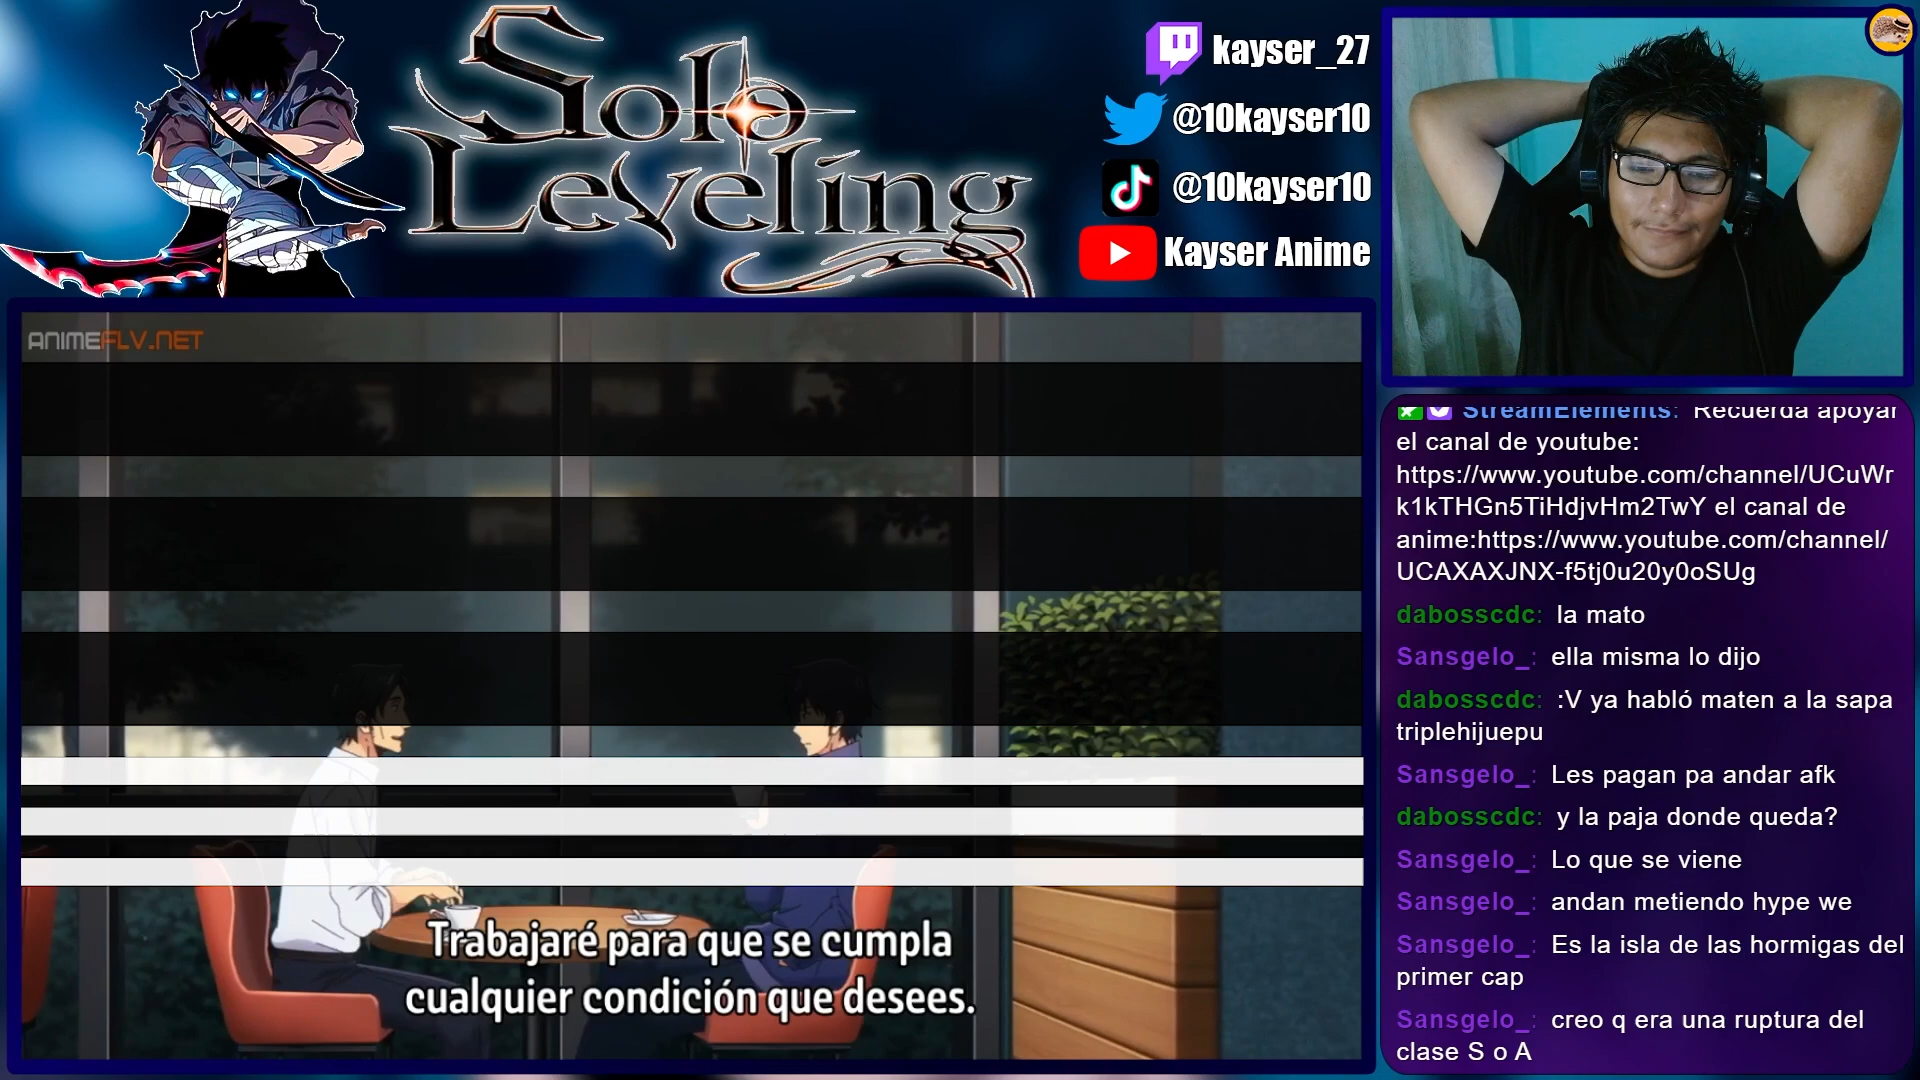 Solo
Leveling
kayser_27
@10kayser10
@10kayser10
Kayser Anime
ANIMEFLV.NET
Trabajaré para que se cumpla
cualquier condición que desees.
StreamElements: Recuerda apoyar
el canal de youtube:
https://www.youtube.com/channel/UCuWr
k1kTHGn5TiHdjvHm2TwY el canal de
anime:https://www.youtube.com/channel/
UCAXAXJNX-f5tj0u20y0oSUg
dabosscdc: la mato
Sansgelo_: ella misma lo dijo
dabosscdc: :V ya habló maten a la sapa
triplehijuepu
Sansgelo_: Les pagan pa andar afk
dabosscdc: y la paja donde queda?
Sansgelo_: Lo que se viene
Sansgelo_: andan metiendo hype we
Sansgelo_: Es la isla de las hormigas del
primer cap
Sansgelo_: creo q era una ruptura del
clase S o A